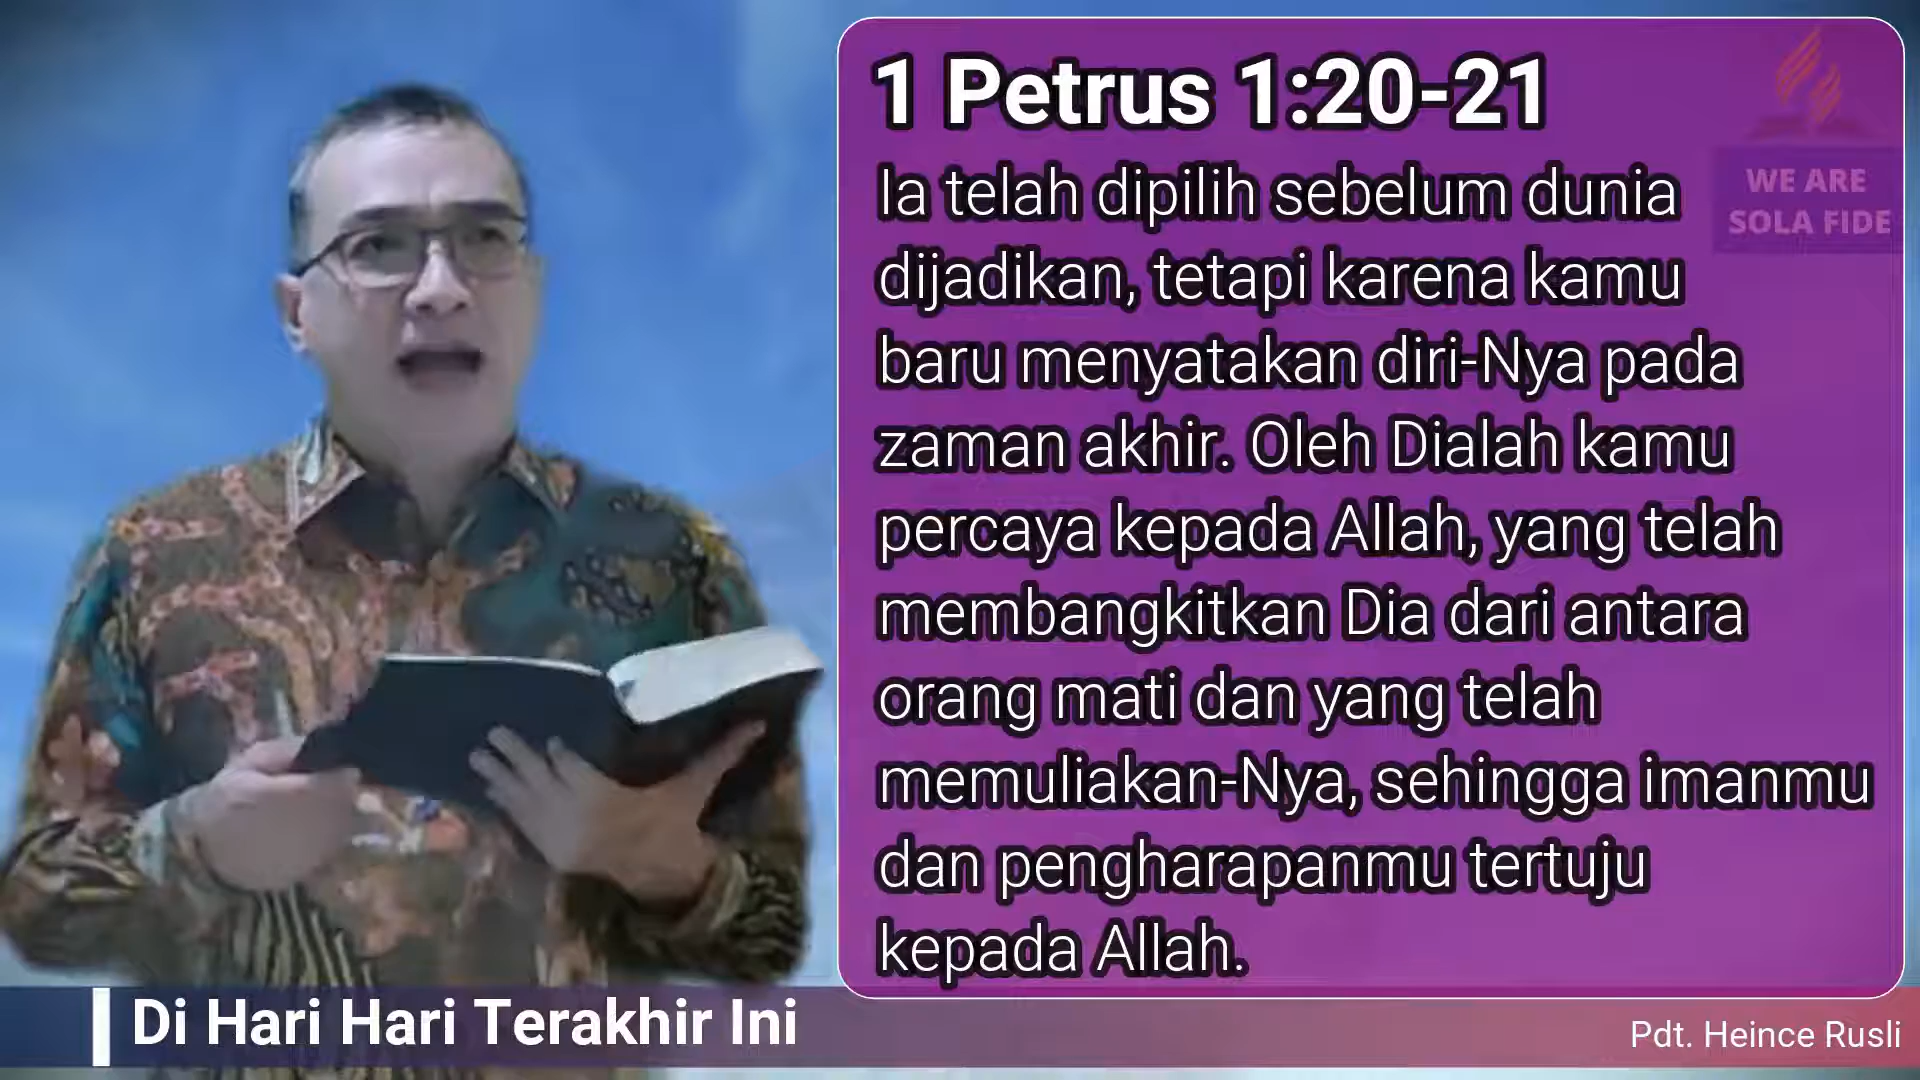 1 Petrus 1:20-21
Ia telah dipilih sebelum dunia
dijadikan, tetapi karena kamu
baru menyatakan diri-Nya pada
zaman akhir. Oleh Dialah kamu
percaya kepada Allah, yang telah
membangkitkan Dia dari antara
orang mati dan yang telah
memuliakan-Nya, sehingga imanmu
dan pengharapanmu tertuju
kepada Allah.
WE ARE
SOLA FIDE
Di Hari Hari Terakhir Ini
Pdt. Heince Rusli